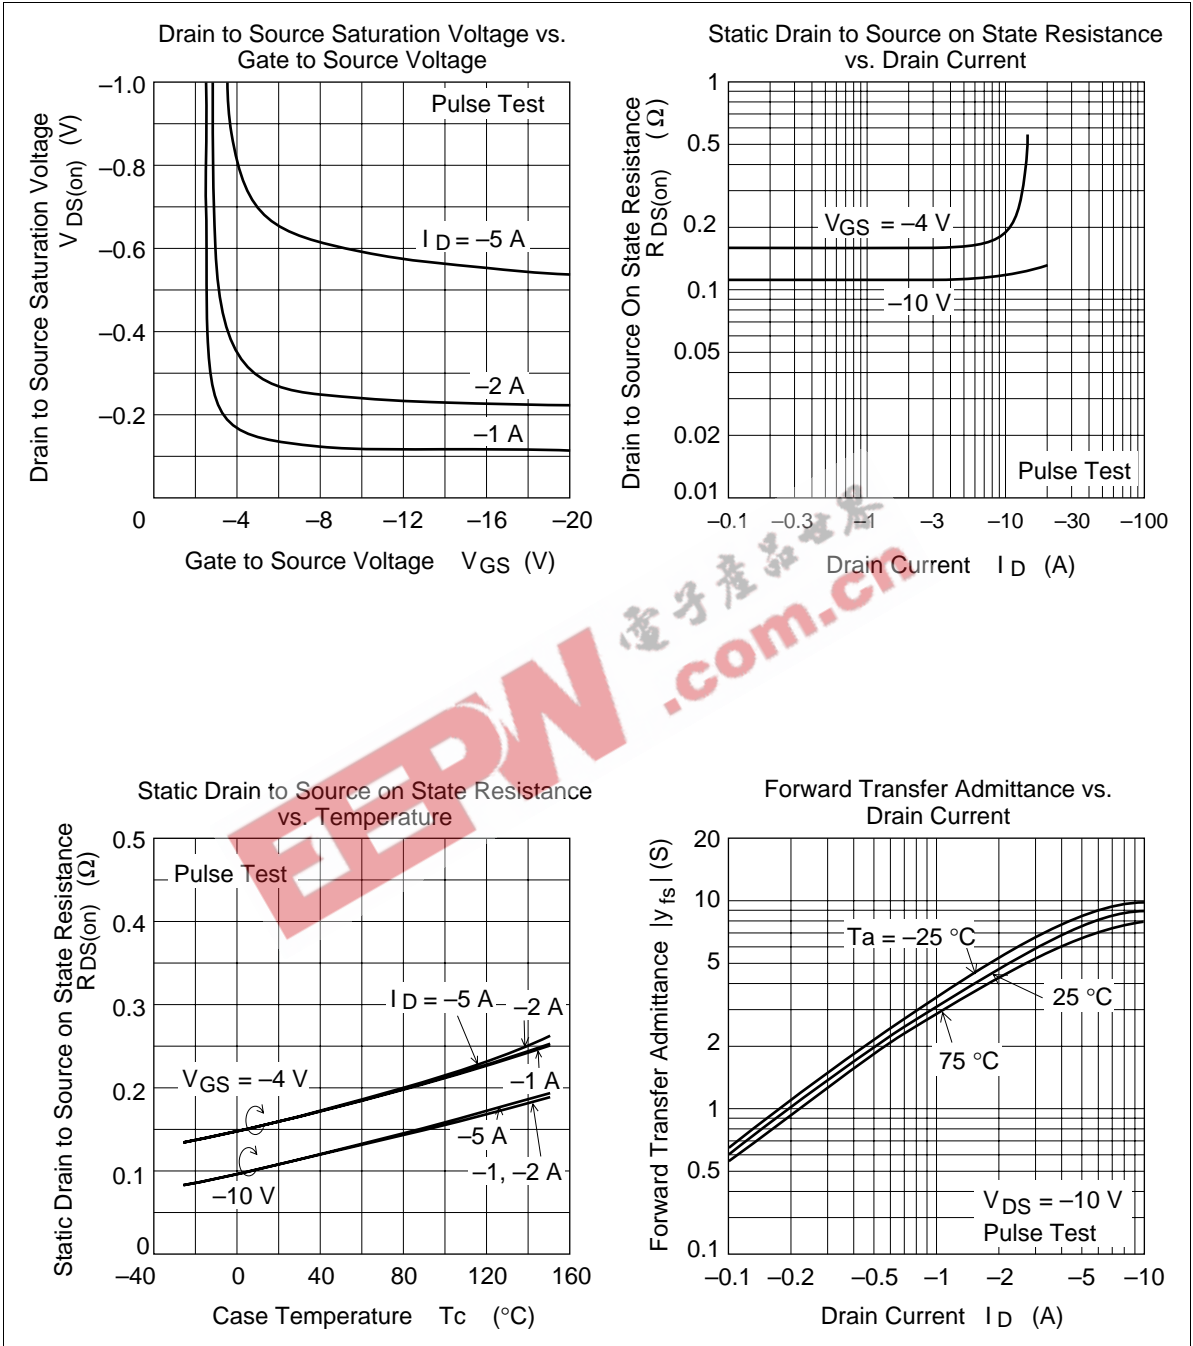 Drain to Source Saturation Voltage vs.
Gate to Source Voltage
Drain to Source Saturation Voltage
V DS(on) (V)
–1.0
–0.8
–0.6
–0.4
–0.2
0
Pulse Test
I D = –5 A
–2 A
–1 A
–4
–8
–12
–16
–20
Gate to Source Voltage V GS (V)
Static Drain to Source on State Resistance
vs. Drain Current
Drain to Source On State Resistance
R DS(on) ( Ω )
1
0.5
0.2
0.1
0.05
0.02
0.01
V GS = –4 V
–10 V
Pulse Test
–0.1
–0.3
–1
–3
–10
–30
–100
Drain Current I D (A)
電子產品世界
.com.cn
EEPW
Static Drain to Source on State Resistance
vs. Temperature
Static Drain to Source on State Resistance
R DS(on) (Ω)
0.5
0.4
0.3
0.2
0.1
0
Pulse Test
I D = –5 A
–2 A
V GS = –4 V
–1 A
–5 A
–10 V
–1, –2 A
–40
0
40
80
120
160
Case Temperature Tc (°C)
Forward Transfer Admittance vs.
Drain Current
Forward Transfer Admittance |y fs | (S)
20
10
5
2
1
0.5
0.1
Ta = –25 °C
25 °C
75 °C
V DS = –10 V
Pulse Test
–0.1
–0.2
–0.5
–1
–2
–5
–10
Drain Current I D (A)